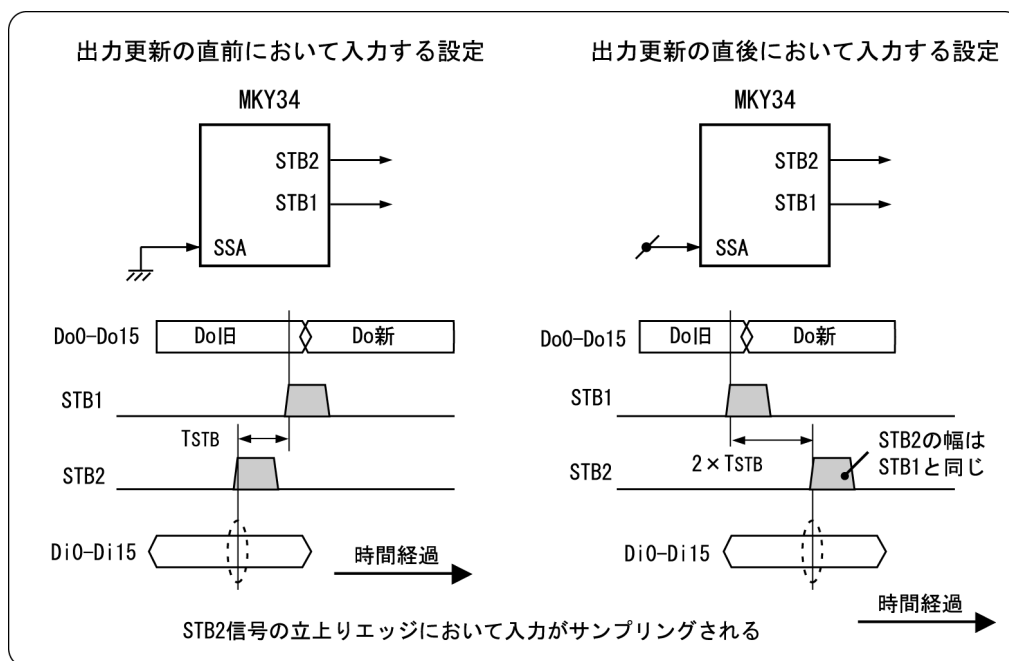 出力更新の直前において入力する設定
MKY34
STB2
STB1
SSA
Do0-Do15
Do旧
Do新
STB1
TSTB
STB2
Di0-Di15
時間経過
出力更新の直後において入力する設定
MKY34
STB2
STB1
SSA
Do0-Do15
Do旧
Do新
STB1
2×TSTB
STB2の幅は
STB1と同じ
STB2
Di0-Di15
時間経過
STB2信号の立上りエッジにおいて入力がサンプリングされる